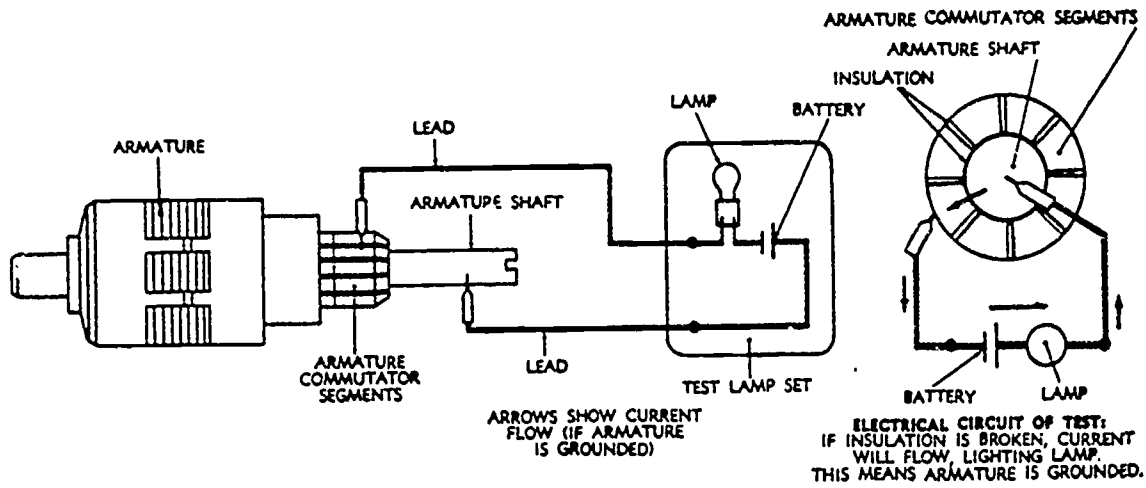 ARMATURE COMMUTATOR SEGMENTS
ARMATURE SHAFT
INSULATION
LAMP
BATTERY
LEAD
ARMATURE
ARMATUPE SHAFT
ARMATURE
COMMUTATOR
SEGMENTS
LEAD
TEST LAMP SET
BATTERY
LAMP
ARROWS SHOW CURRENT
FLOW (IF ARMATURE
IS GROUNDED)
ELECTRICAL CIRCUIT OF TEST:
IF INSULATION IS BROKEN, CURRENT
WILL FLOW, LIGHTING LAMP.
THIS MEANS ARMATURE IS GROUNDED.